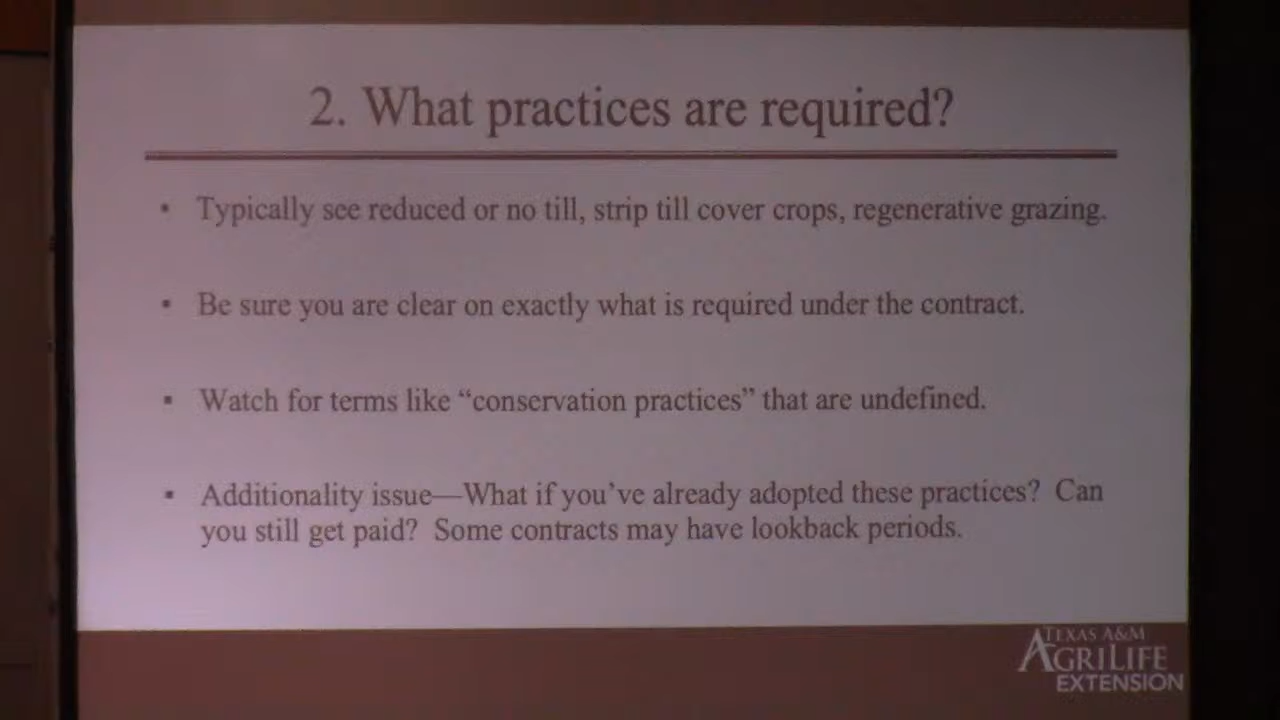 2. What practices are required?
• Typically see reduced or no till, strip till cover crops, regenerative grazing.
• Be sure you are clear on exactly what is required under the contract.
▪ Watch for terms like “conservation practices” that are undefined.
▪ Additionality issue—What if you’ve already adopted these practices? Can
you still get paid? Some contracts may have lookback periods.
TEXAS A&M
AGRILIFE
EXTENSION